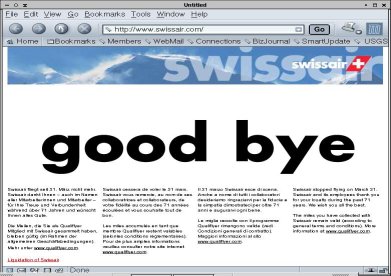 Untitled
File Edit View Go Bookmarks Tools Window Help
http://www.swissair.com/
Go
Home Bookmarks Members WebMail Connections BizJournal SmartUpdate USGS
swissair
swissair
good bye
Swissair fliegt seit 31. März nicht mehr.
Swissair dankt Ihnen – auch im Namen
aller Mitarbeiterinnen und Mitarbeiter –
für Ihre Treue und Verbundenheit
während über 71 Jahren und wünscht
Ihnen alles Gute.
Die Meilen, die Sie als Qualiflyer
Mitglied mit Swissair gesammelt haben,
bleiben gültig (im Rahmen der
allgemeinen Geschäftsbedingungen).
Mehr unter www.qualiflyer.com.
Liquidation of Swissair
Swissair cessera de voler le 31 mars.
Swissair vous remercie, au nom de ses
collaboratrices et collaborateurs, de
votre fidélité au cours des 71 années
écoulées et vous souhaite tout de
bon.
Les miles accumulés en tant que
membre Qualiflyer restent valables
(selon les conditions réglementaires).
Pour de plus amples informations,
veuillez consulter notre site internet
www.qualiflyer.com.
Il 31 marzo Swissair esce di scena.
Anche a nome di tutti i collaboratori
desideriamo ringraziarvi per la fiducia e
la simpatia dimostrateci per oltre 71
anni e augurarvi ogni bene.
Le miglia raccolte con il programma
Qualiflyer rimangono valide (vedi
Condizioni generali di contratto).
Maggiori informazioni al sito
www.qualiflyer.com.
Swissair stopped flying on March 31.
Swissair and its employees thank you
for your loyalty during the past 71
years. We wish you all the best.
The miles you have collected with
Swissair remain valid (according to
general terms and conditions). More
information at www.qualiflyer.com.
Done